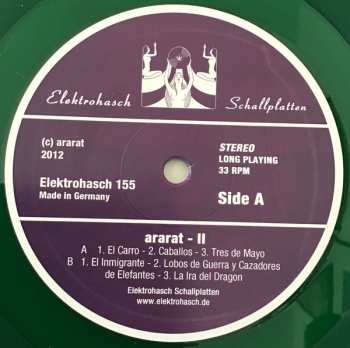 Elektrohasch Schallplatten
(c) ararat
2012
STEREO
LONG PLAYING
33 RPM
Elektrohasch 155
Made in Germany
Side A
ararat - II
A 1. El Carro - 2. Caballos - 3. Tres de Mayo
B 1. El Inmigrante - 2. Lobos de Guerra y Cazadores
de Elefantes - 3. La Ira del Dragon
Elektrohasch Schallplatten
www.elektrohasch.de